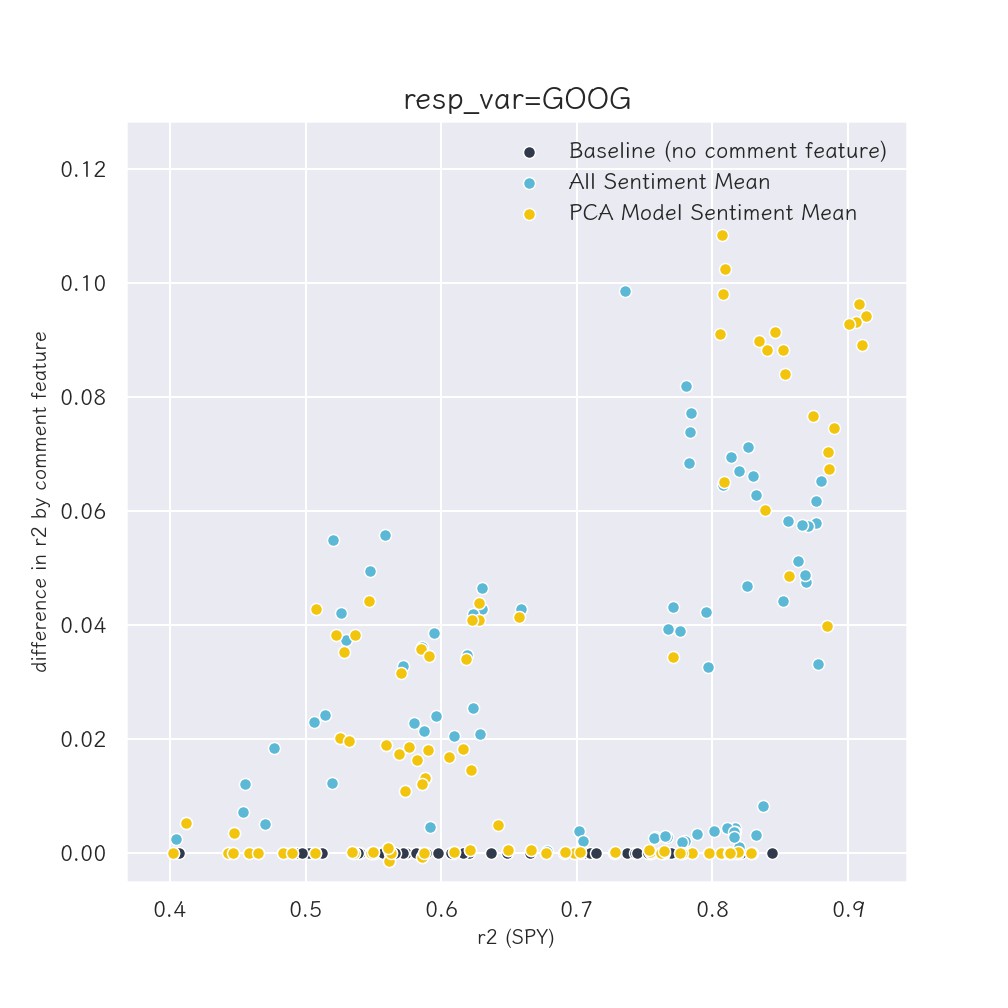 resp_var=GOOG
Baseline (no comment feature)
All Sentiment Mean
PCA Model Sentiment Mean
0.12
0.10
0.08
0.06
0.04
0.02
0.00
difference in r2 by comment feature
0.4 0.5 0.6 0.7 0.8 0.9
r2 (SPY)